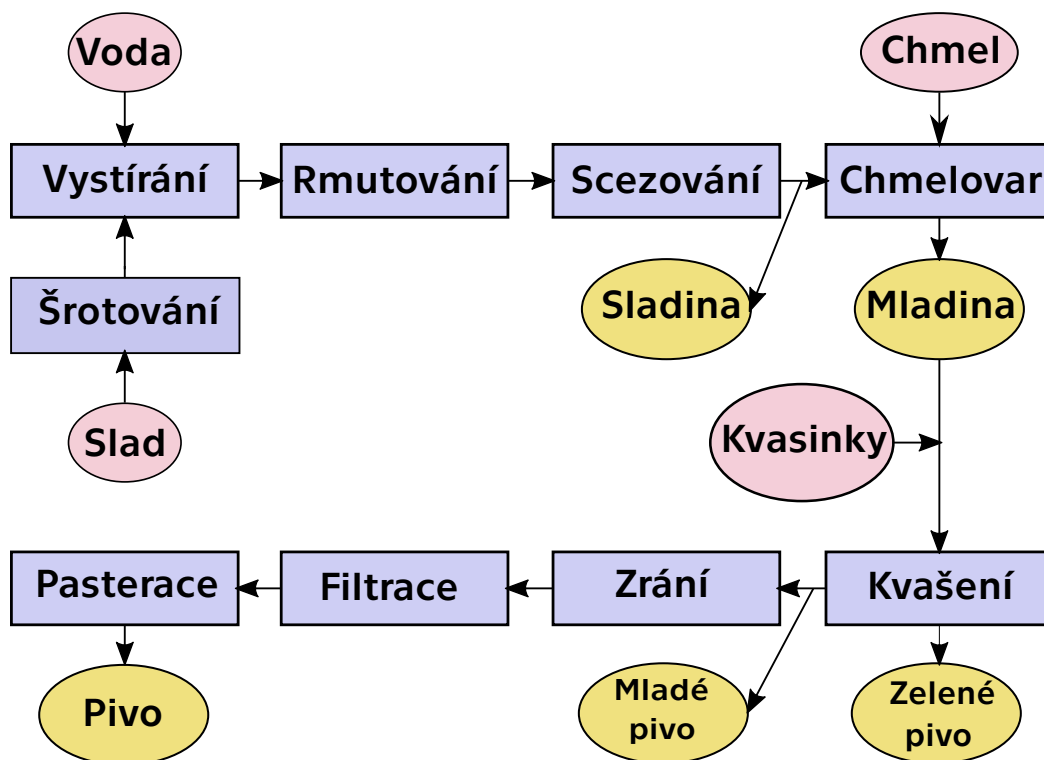 Voda
Chmel
Vystírání
Rmutování
Scezování
Chmelovar
Šrotování
Sladina
Mladina
Slad
Kvasinky
Pasterace
Filtrace
Zrání
Kvašení
Pivo
Mladé
pivo
Zelené
pivo